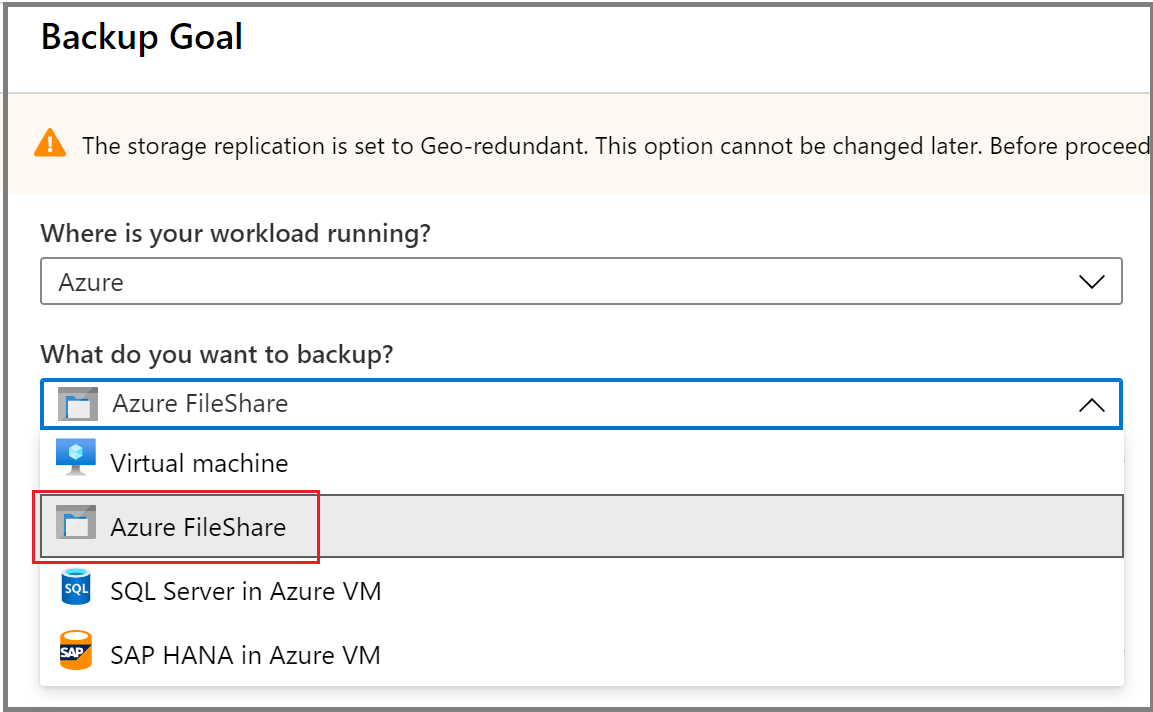 Backup Goal
The storage replication is set to Geo-redundant. This option cannot be changed later. Before proceed
Where is your workload running?
Azure
What do you want to backup?
Azure FileShare
Virtual machine
Azure FileShare
SQL
SQL Server in Azure VM
SAP
SAP HANA in Azure VM